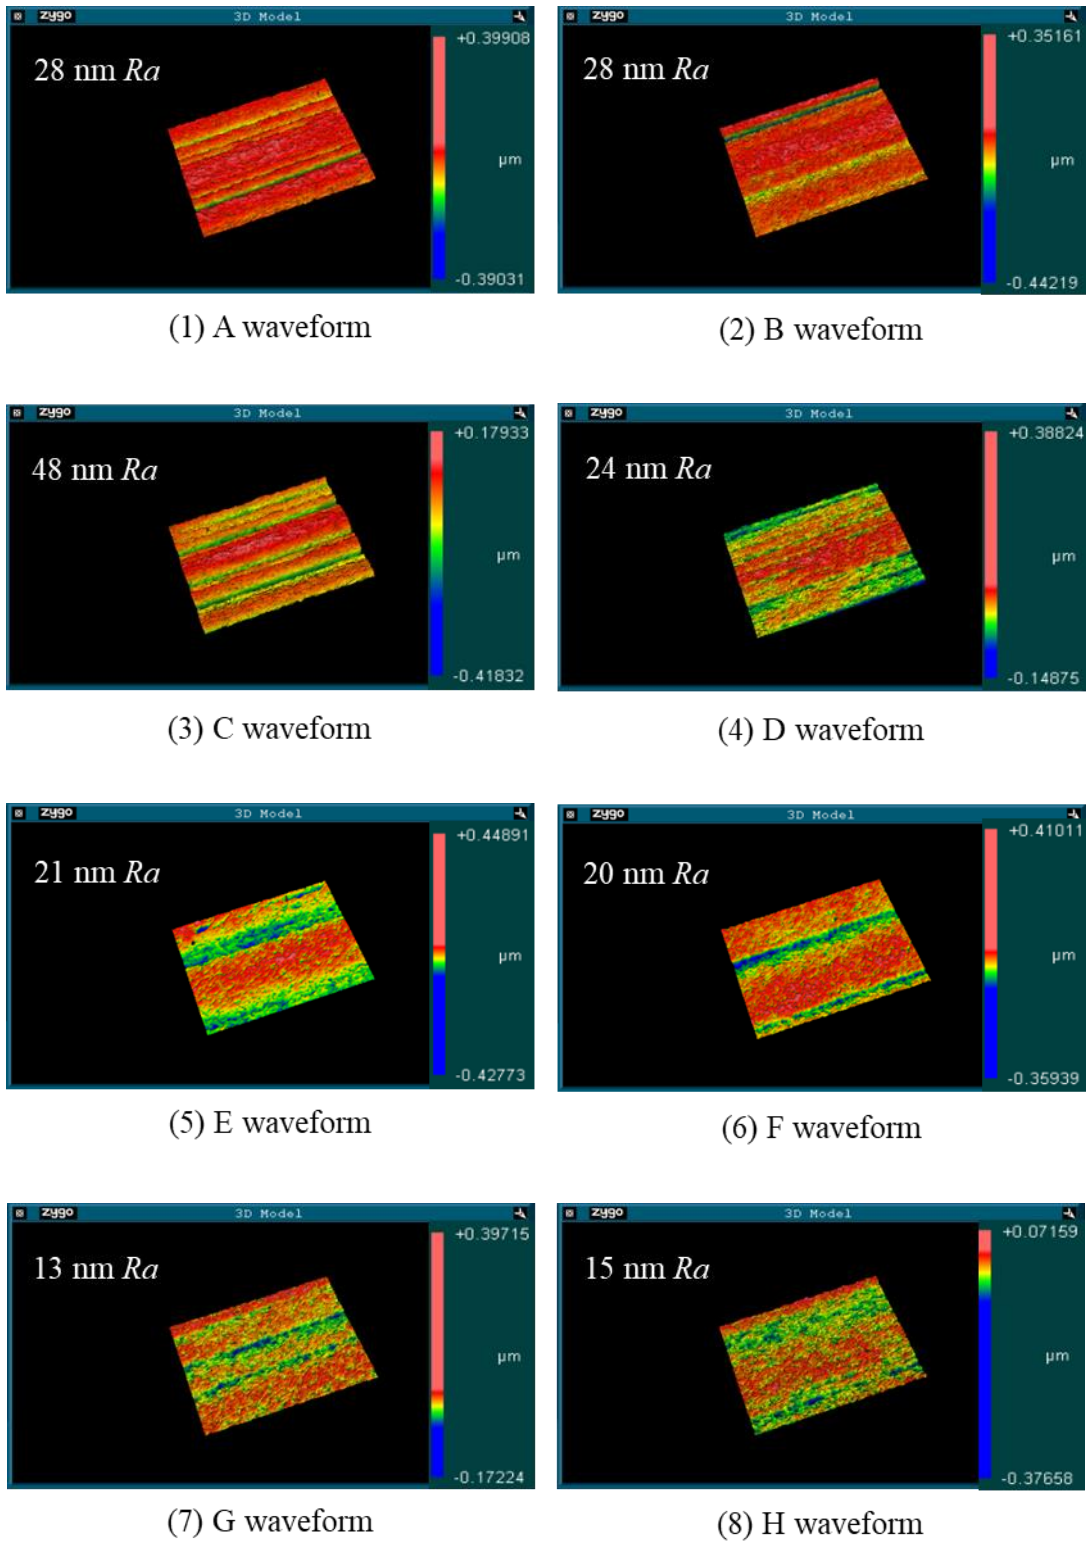 zygo 3D Model
28 nm Ra
+0.39908
µm
-0.39031
(1) A waveform
zygo 3D Model
28 nm Ra
+0.35161
µm
-0.44219
(2) B waveform
zygo 3D Model
48 nm Ra
+0.17933
µm
-0.41832
(3) C waveform
zygo 3D Model
24 nm Ra
+0.38824
µm
-0.14875
(4) D waveform
zygo 3D Model
21 nm Ra
+0.44891
µm
-0.42773
(5) E waveform
zygo 3D Model
20 nm Ra
+0.41011
µm
-0.35939
(6) F waveform
zygo 3D Model
13 nm Ra
+0.39715
µm
-0.17224
(7) G waveform
zygo 3D Model
15 nm Ra
+0.07159
µm
-0.37658
(8) H waveform